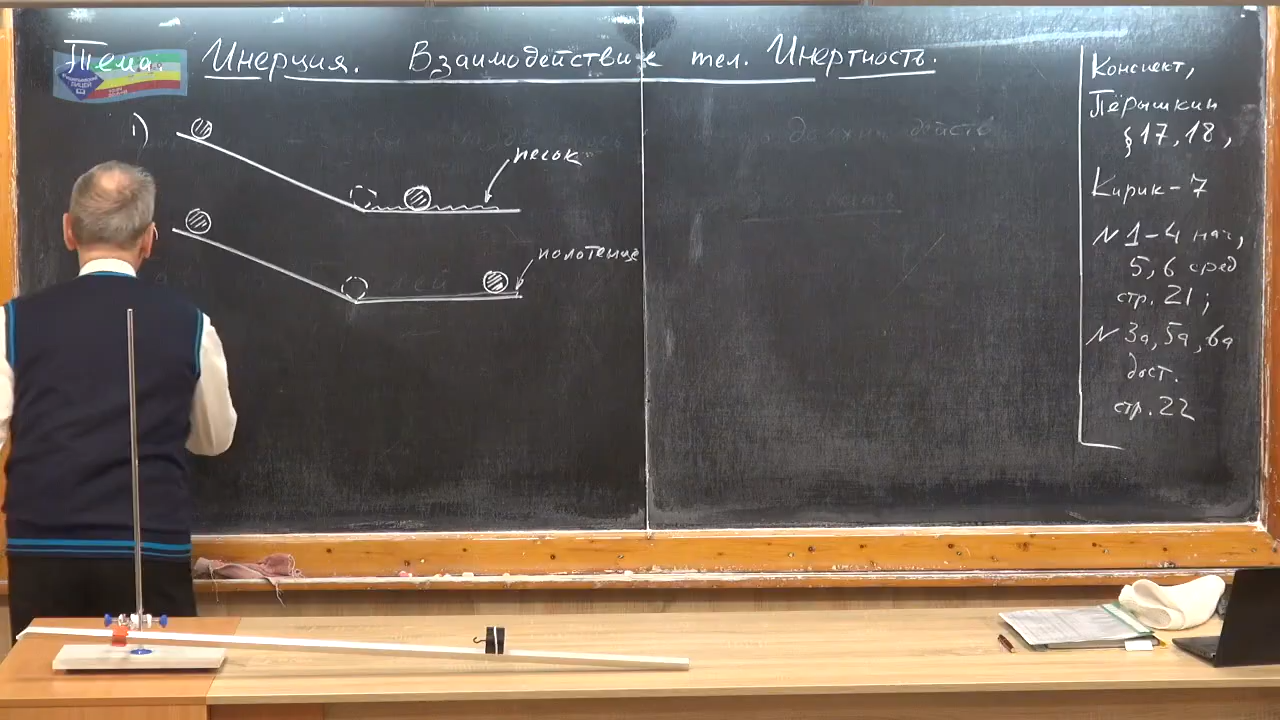 Тема Инерция. Взаимодействие тел. Инертность.
1)
песок
полотенце
Конспект,
Пёрышкин
§17,18,
Кирик-7
№1-4 нач,
5,6 сред
стр. 21;
№3а,5а,6а
дост.
стр. 22